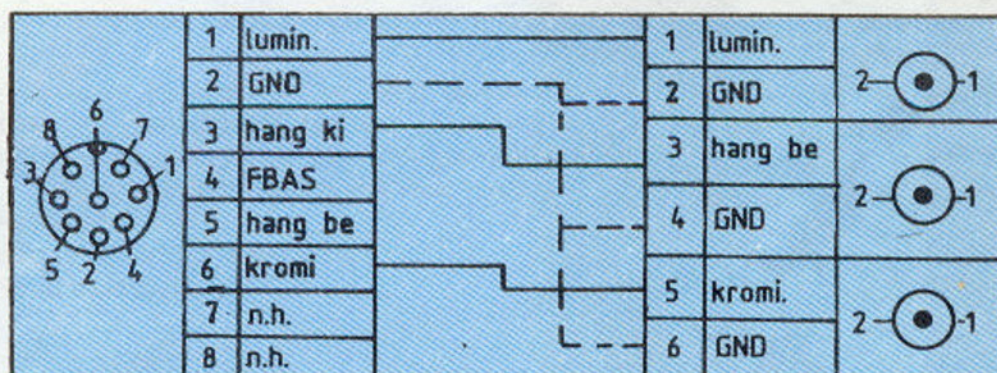 6
8 7
3 1
5 2 4
1 lumin.
2 GND
3 hang ki
4 FBAS
5 hang be
6 kromi
7 n.h.
8 n.h.
1 lumin.
2 GND
3 hang be
4 GND
5 kromi.
6 GND
2 1
2 1
2 1